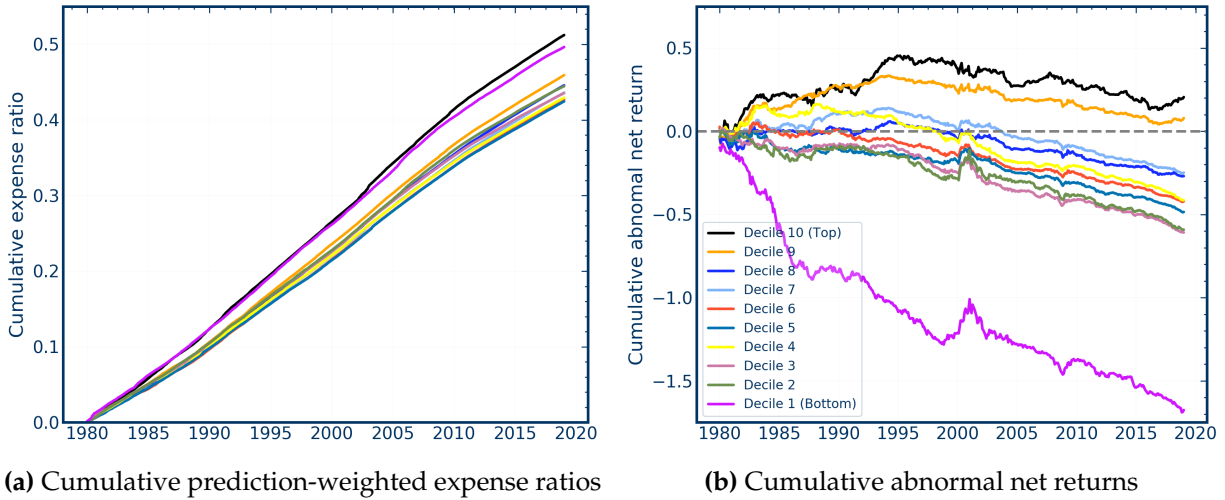 Cumulative expense ratio
0.5
0.4
0.3
0.2
0.1
0.0
1980 1985 1990 1995 2000 2005 2010 2015 2020
(a) Cumulative prediction-weighted expense ratios
Cumulative abnomal net return
0.5
0.0
−0.5
−1.0
−1.5
Decile 10 (Top)
Decile 9
Decile 8
Decile 7
Decile 6
Decile 5
Decile 4
Decile 3
Decile 2
Decile 1 (Bottom)
1980 1985 1990 1995 2000 2005 2010 2015 2020
(b) Cumulative abnormal net returns